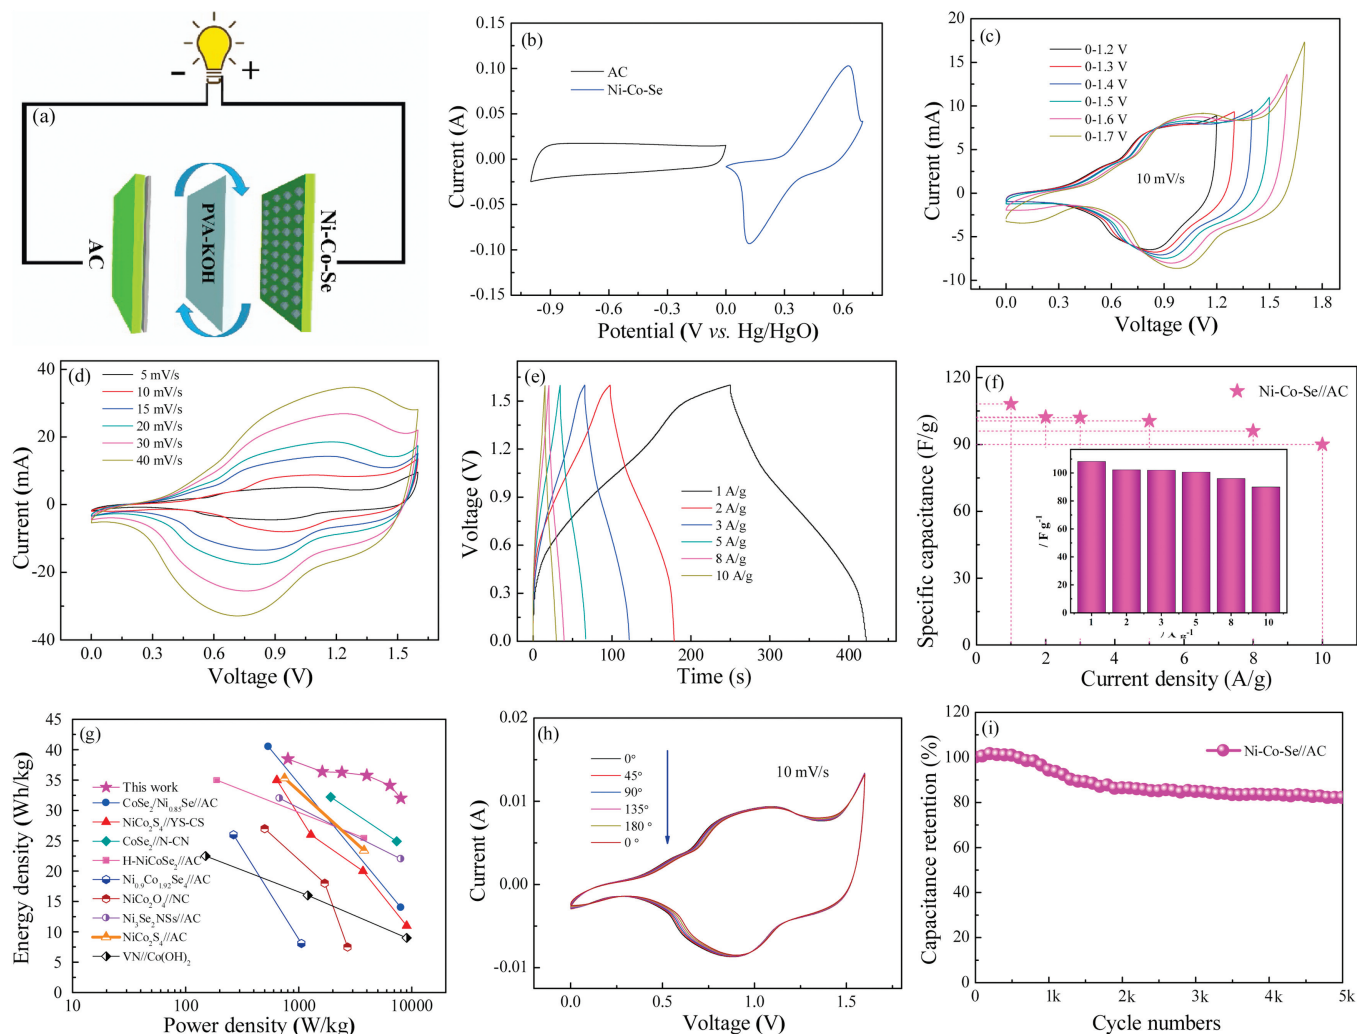 (a)
-
+
AC
PVA-KOH
Ni-Co-Se
(b)
AC
Ni-Co-Se
0.15
0.10
0.05
0.00
-0.05
-0.10
-0.15
Current (A)
-0.9
-0.6
-0.3
0.0
0.3
0.6
Potential (V vs. Hg/HgO)
(c)
0-1.2 V
0-1.3 V
0-1.4 V
0-1.5 V
0-1.6 V
0-1.7 V
10 mV/s
20
15
10
5
0
-5
-10
Current (mA)
0.0
0.3
0.6
0.9
1.2
1.5
1.8
Voltage (V)
(d)
5 mV/s
10 mV/s
15 mV/s
20 mV/s
30 mV/s
40 mV/s
40
20
0
-20
-40
Current (mA)
0.0
0.3
0.6
0.9
1.2
1.5
Voltage (V)
(e)
1 A/g
2 A/g
3 A/g
5 A/g
8 A/g
10 A/g
1.8
1.5
1.2
0.9
0.6
0.3
0.0
Voltage (V)
0
100
200
300
400
Time (s)
(f)
Ni-Co-Se//AC
120
105
90
75
60
45
30
15
0
Specific capacitance (F/g)
100
80
60
40
20
0
/ F g⁻¹
1
2
3
5
8
10
0
2
4
6
8
10
Current density (A/g)
(g)
This work
CoSe₂/Ni₀.₈₅Se//AC
NiCo₂S₄//YS-CS
CoSe₂//N-CN
H-NiCoSe₂//AC
Ni₀.₉Co₁.₉₂Se₄//AC
NiCo₂O₄//NC
Ni₃Se₂NSs//AC
NiCo₂S₄//AC
VN//Co(OH)₂
45
40
35
30
25
20
15
10
5
0
Energy density (Wh/kg)
10
100
1000
10000
Power density (W/kg)
(h)
0°
45°
90°
135°
180 °
0 °
10 mV/s
0.02
0.01
0.00
-0.01
Current (A)
0.0
0.5
1.0
1.5
Voltage (V)
(i)
Ni-Co-Se//AC
120
100
80
60
40
20
0
Capacitance retention (%)
0
1k
2k
3k
4k
5k
Cycle numbers